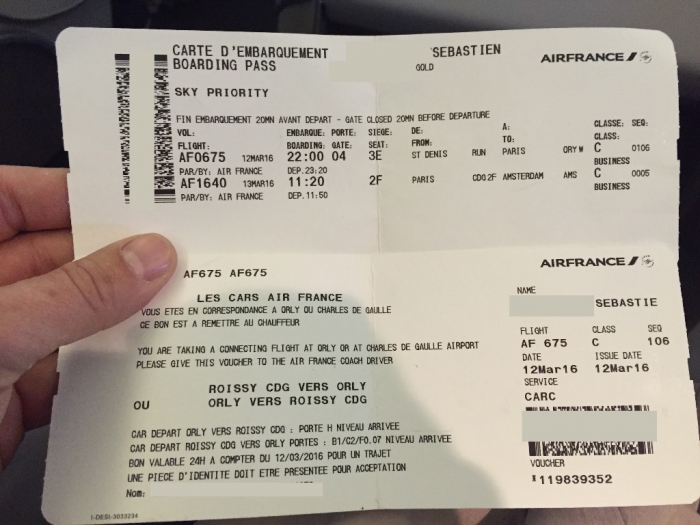 CARTE D'EMBARQUEMENT SEBASTIEN AIRFRANCE
BOARDING PASS GOLD
SKY PRIORITY
FIN EMBARQUEMENT 20MN AVANT DEPART - GATE CLOSED 20MN BEFORE DEPARTURE
VOL: EMBARQUE: PORTE: SIEGE: DE: A: CLASSE: SEQ:
FLIGHT: BOARDING: GATE: SEAT: FROM: TO: CLASS:
AF0675 12MAR16 22:00 04 3E ST DENIS RUN PARIS ORY W C 0106
PAR/BY: AIR FRANCE DEP.23:20 BUSINESS
AF1640 13MAR16 11:20 2F PARIS CDG 2F AMSTERDAM AMS C 0005
PAR/BY: AIR FRANCE DEP.11:50 BUSINESS
AF675 AF675
LES CARS AIR FRANCE
VOUS ETES EN CORRESPONDANCE A ORLY OU CHARLES DE GAULLE
CE BON EST A REMETTRE AU CHAUFFEUR
YOU ARE TAKING A CONNECTING FLIGHT AT ORLY OR AT CHARLES DE GAULLE AIRPORT
PLEASE GIVE THIS VOUCHER TO THE AIR FRANCE COACH DRIVER
ROISSY CDG VERS ORLY
OU ORLY VERS ROISSY CDG
CAR DEPART ORLY VERS ROISSY CDG : PORTE H NIVEAU ARRIVEE
CAR DEPART ROISSY CDG VERS ORLY PORTES : B1/C2/F0.07 NIVEAU ARRIVEE
BON VALABLE 24H A COMPTER DU 12/03/2016 POUR UN TRAJET
UNE PIECE D'IDENTITE DOIT ETRE PRESENTEE POUR ACCEPTATION
Nom:
I-DESI-3033234
AIRFRANCE
NAME
SEBASTIE
FLIGHT CLASS SEQ
AF 675 C 106
DATE ISSUE DATE
12Mar16 12Mar16
SERVICE
CARC
VOUCHER
*119839352